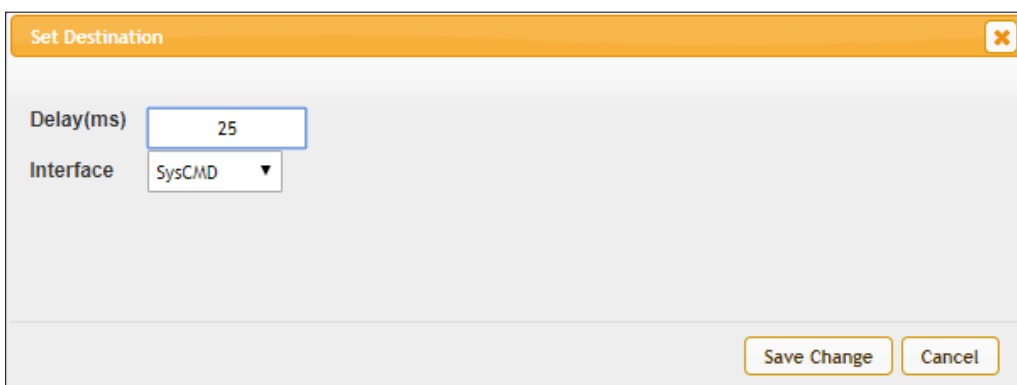 Set Destination
Delay(ms) 25
Interface SysCMD
Save Change Cancel